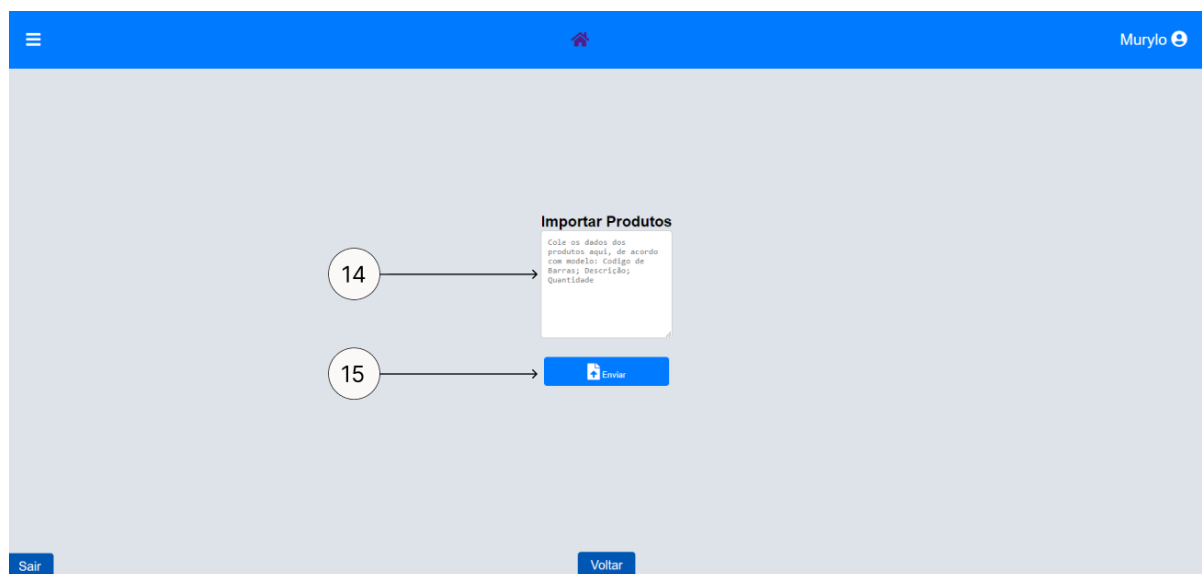 Murylo
Importar Produtos
Cole os dados dos
produtos aqui, de acordo
com modelo: Codigo de
Barras; Descrição;
Quantidade
14
Enviar
15
Sair
Voltar